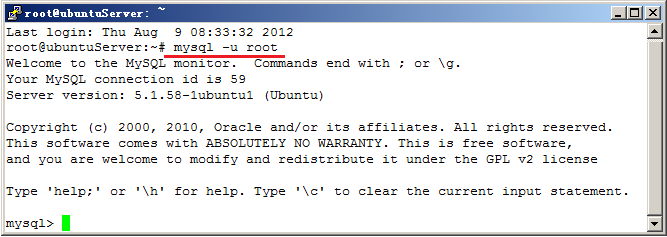 root@ubuntuServer: ~
Last login: Thu Aug  9 08:33:32 2012
root@ubuntuServer:~# mysql -u root
Welcome to the MySQL monitor.  Commands end with ; or \g.
Your MySQL connection id is 59
Server version: 5.1.58-1ubuntu1 (Ubuntu)
Copyright (c) 2000, 2010, Oracle and/or its affiliates. All rights reserved.
This software comes with ABSOLUTELY NO WARRANTY. This is free software,
and you are welcome to modify and redistribute it under the GPL v2 license
Type 'help;' or '\h' for help. Type '\c' to clear the current input statement.
mysql>